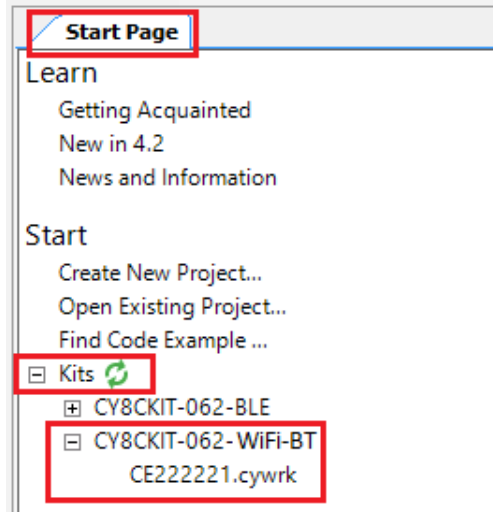 Start Page
Learn
Getting Acquainted
New in 4.2
News and Information
Start
Create New Project...
Open Existing Project...
Find Code Example ...
Kits
CY8CKIT-062-BLE
CY8CKIT-062-WiFi-BT
CE222221.cywrk